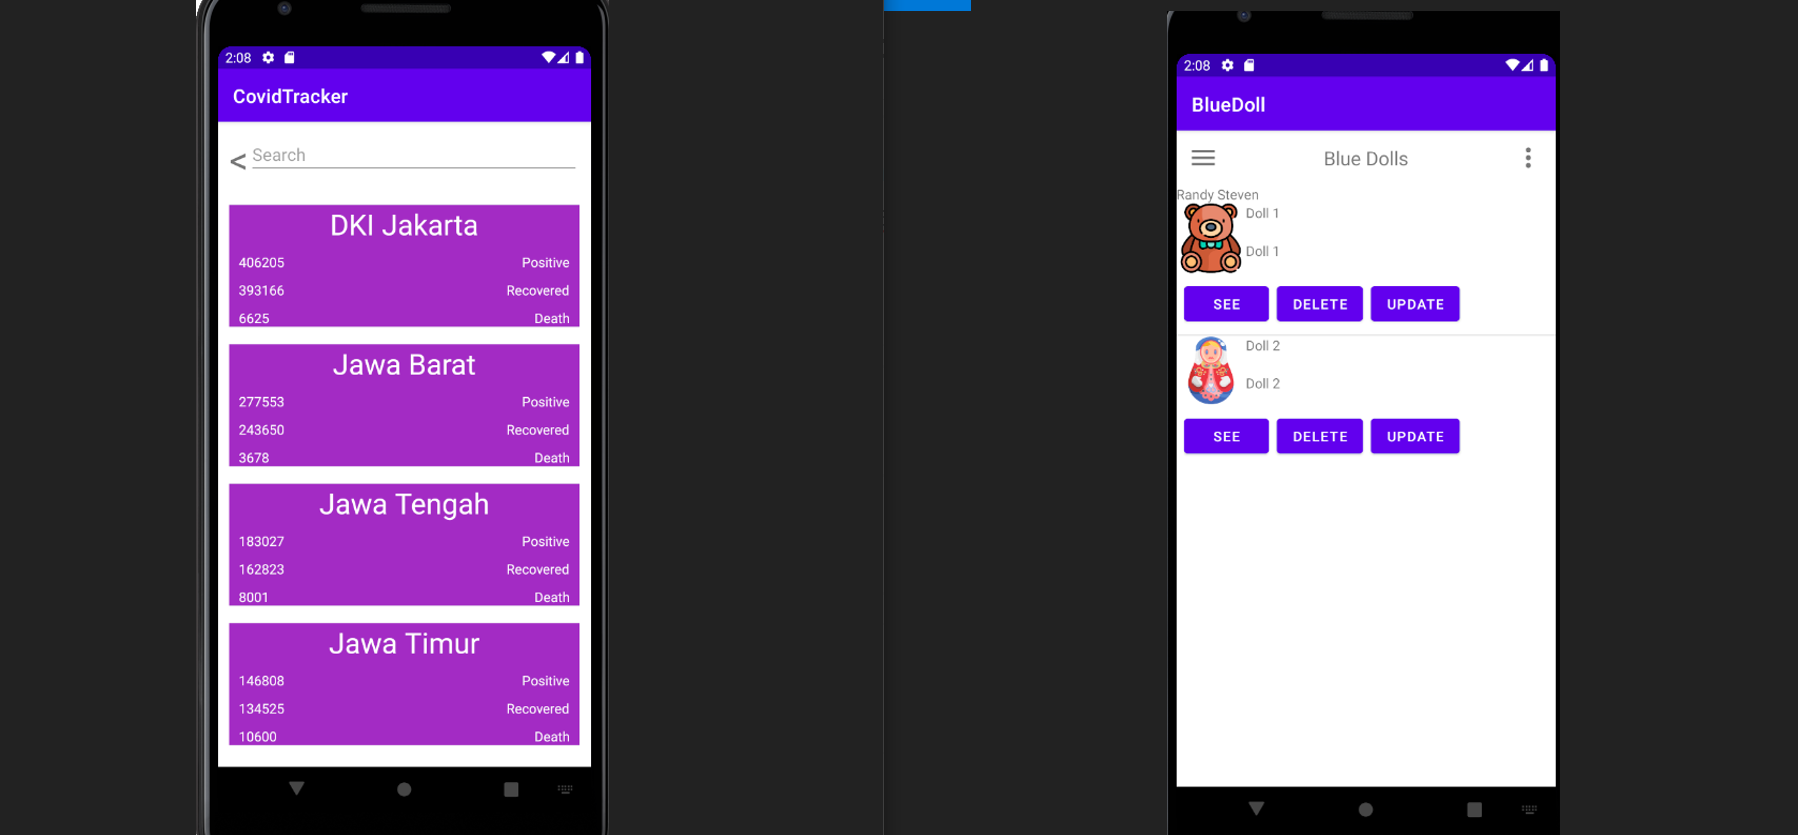 2:08
CovidTracker
<
Search
DKI Jakarta
406205 Positive
393166 Recovered
6625 Death
Jawa Barat
277553 Positive
243650 Recovered
3678 Death
Jawa Tengah
183027 Positive
162823 Recovered
8001 Death
Jawa Timur
146808 Positive
134525 Recovered
10600 Death
2:08
BlueDoll
Blue Dolls
Randy Steven
Doll 1
Doll 1
SEE DELETE UPDATE
Doll 2
Doll 2
SEE DELETE UPDATE